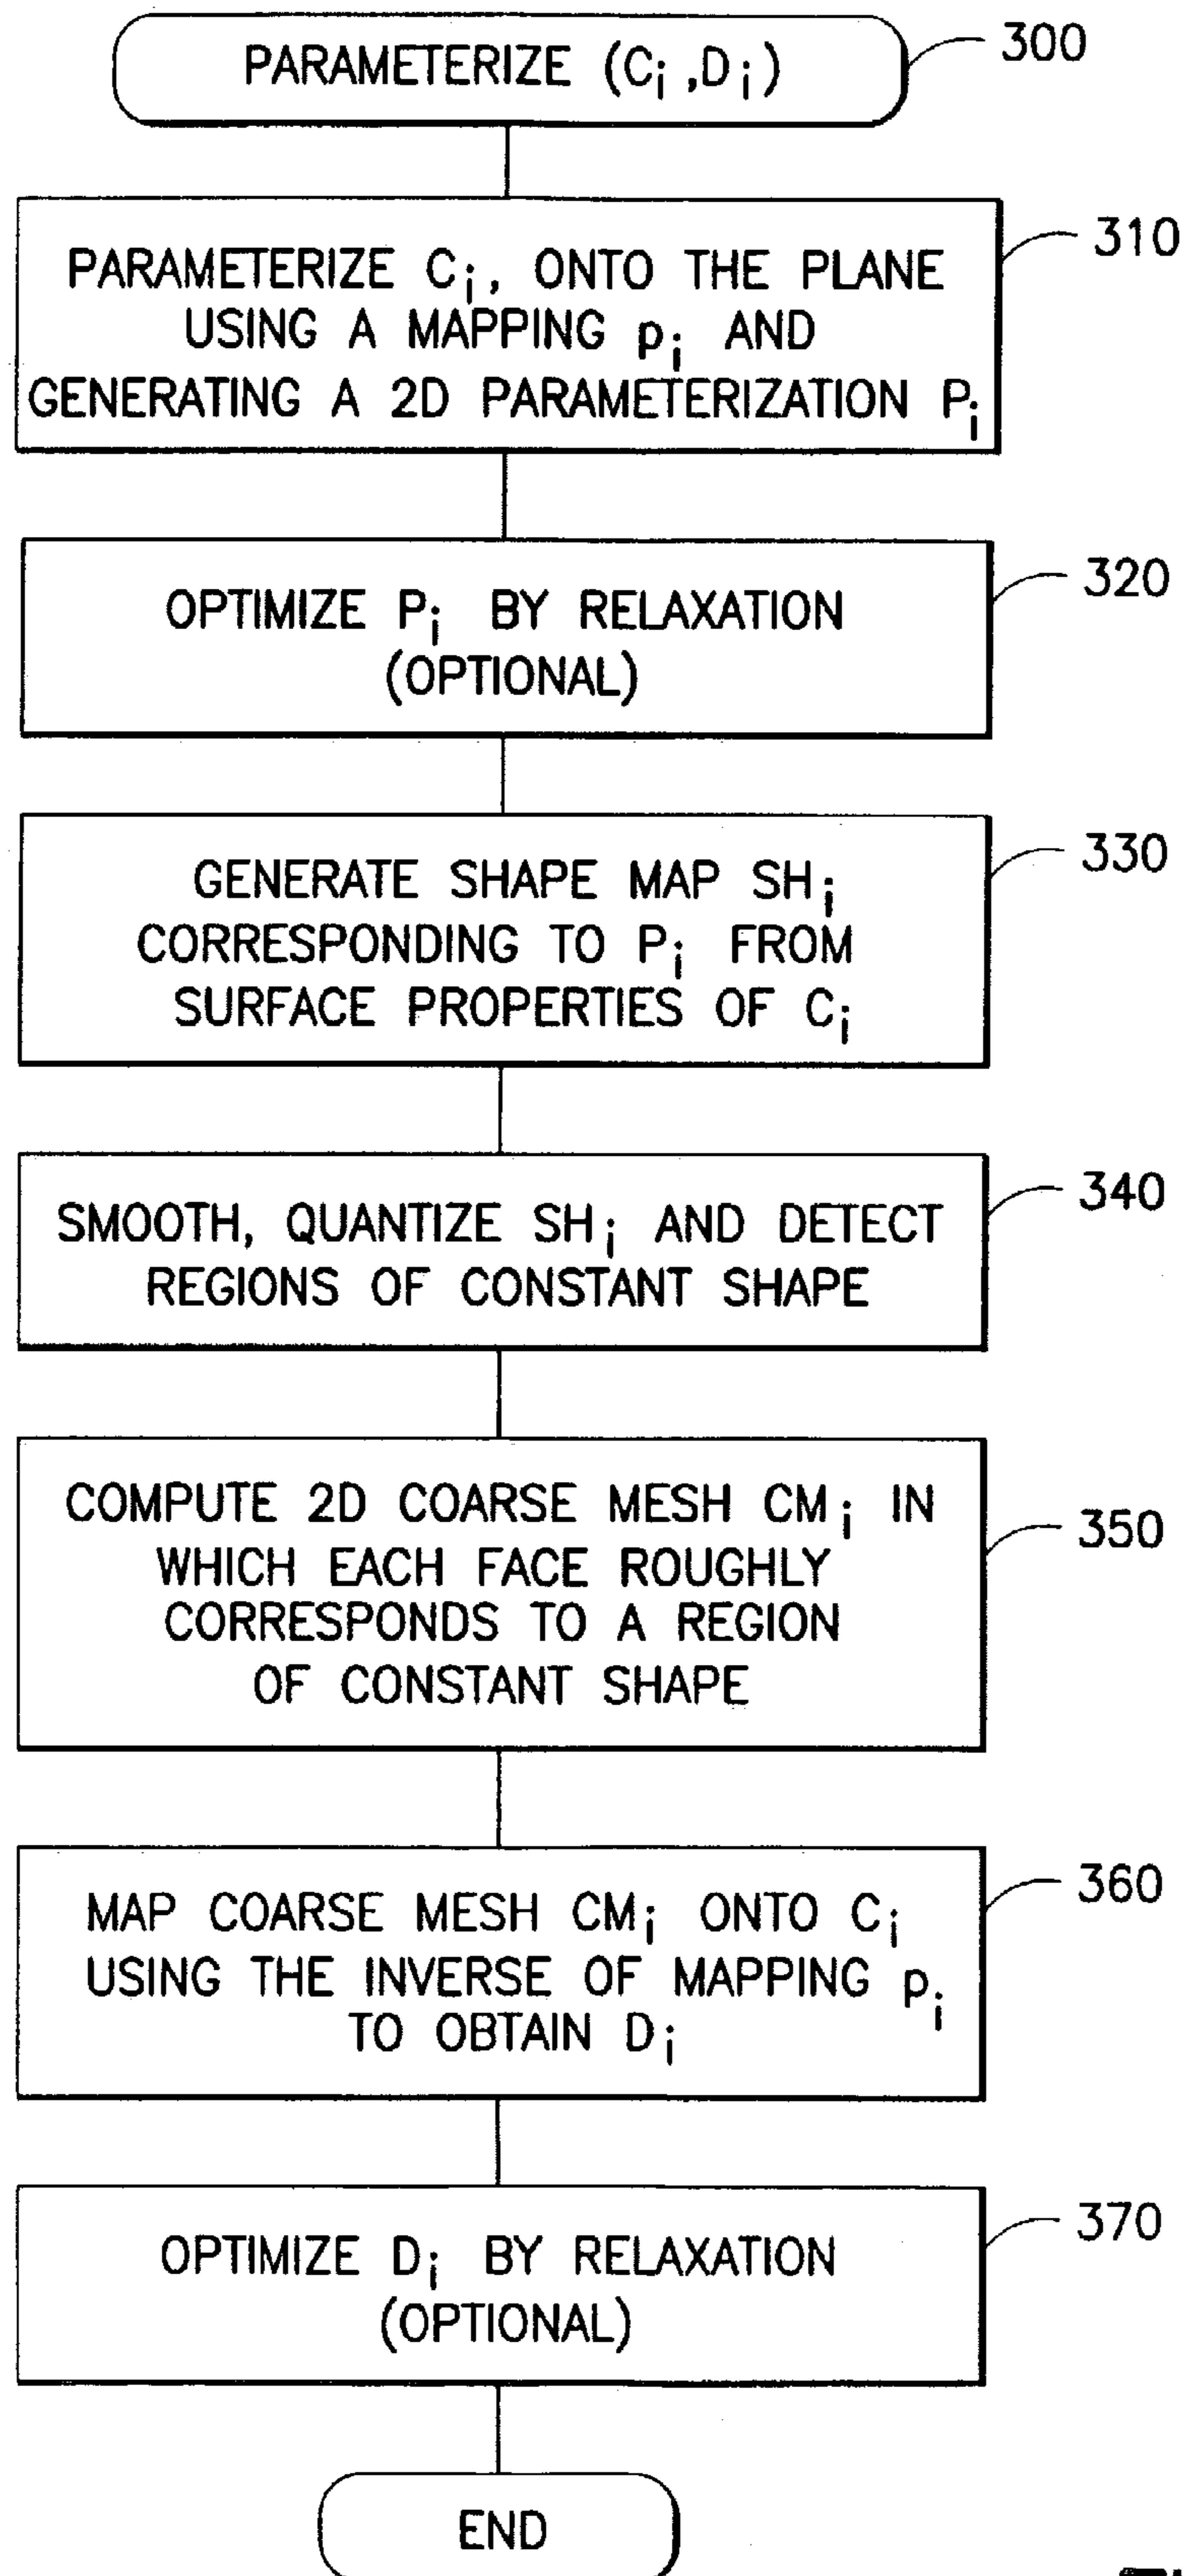 PARAMETERIZE (Ci ,Di)
300
PARAMETERIZE Ci, ONTO THE PLANE
USING A MAPPING pi AND
GENERATING A 2D PARAMETERIZATION Pi
310
OPTIMIZE Pi BY RELAXATION
(OPTIONAL)
320
GENERATE SHAPE MAP SHi
CORRESPONDING TO Pi FROM
SURFACE PROPERTIES OF Ci
330
SMOOTH, QUANTIZE SHi AND DETECT
REGIONS OF CONSTANT SHAPE
340
COMPUTE 2D COARSE MESH CMi IN
WHICH EACH FACE ROUGHLY
CORRESPONDS TO A REGION
OF CONSTANT SHAPE
350
MAP COARSE MESH CMi ONTO Ci
USING THE INVERSE OF MAPPING pi
TO OBTAIN Di
360
OPTIMIZE Di BY RELAXATION
(OPTIONAL)
370
END